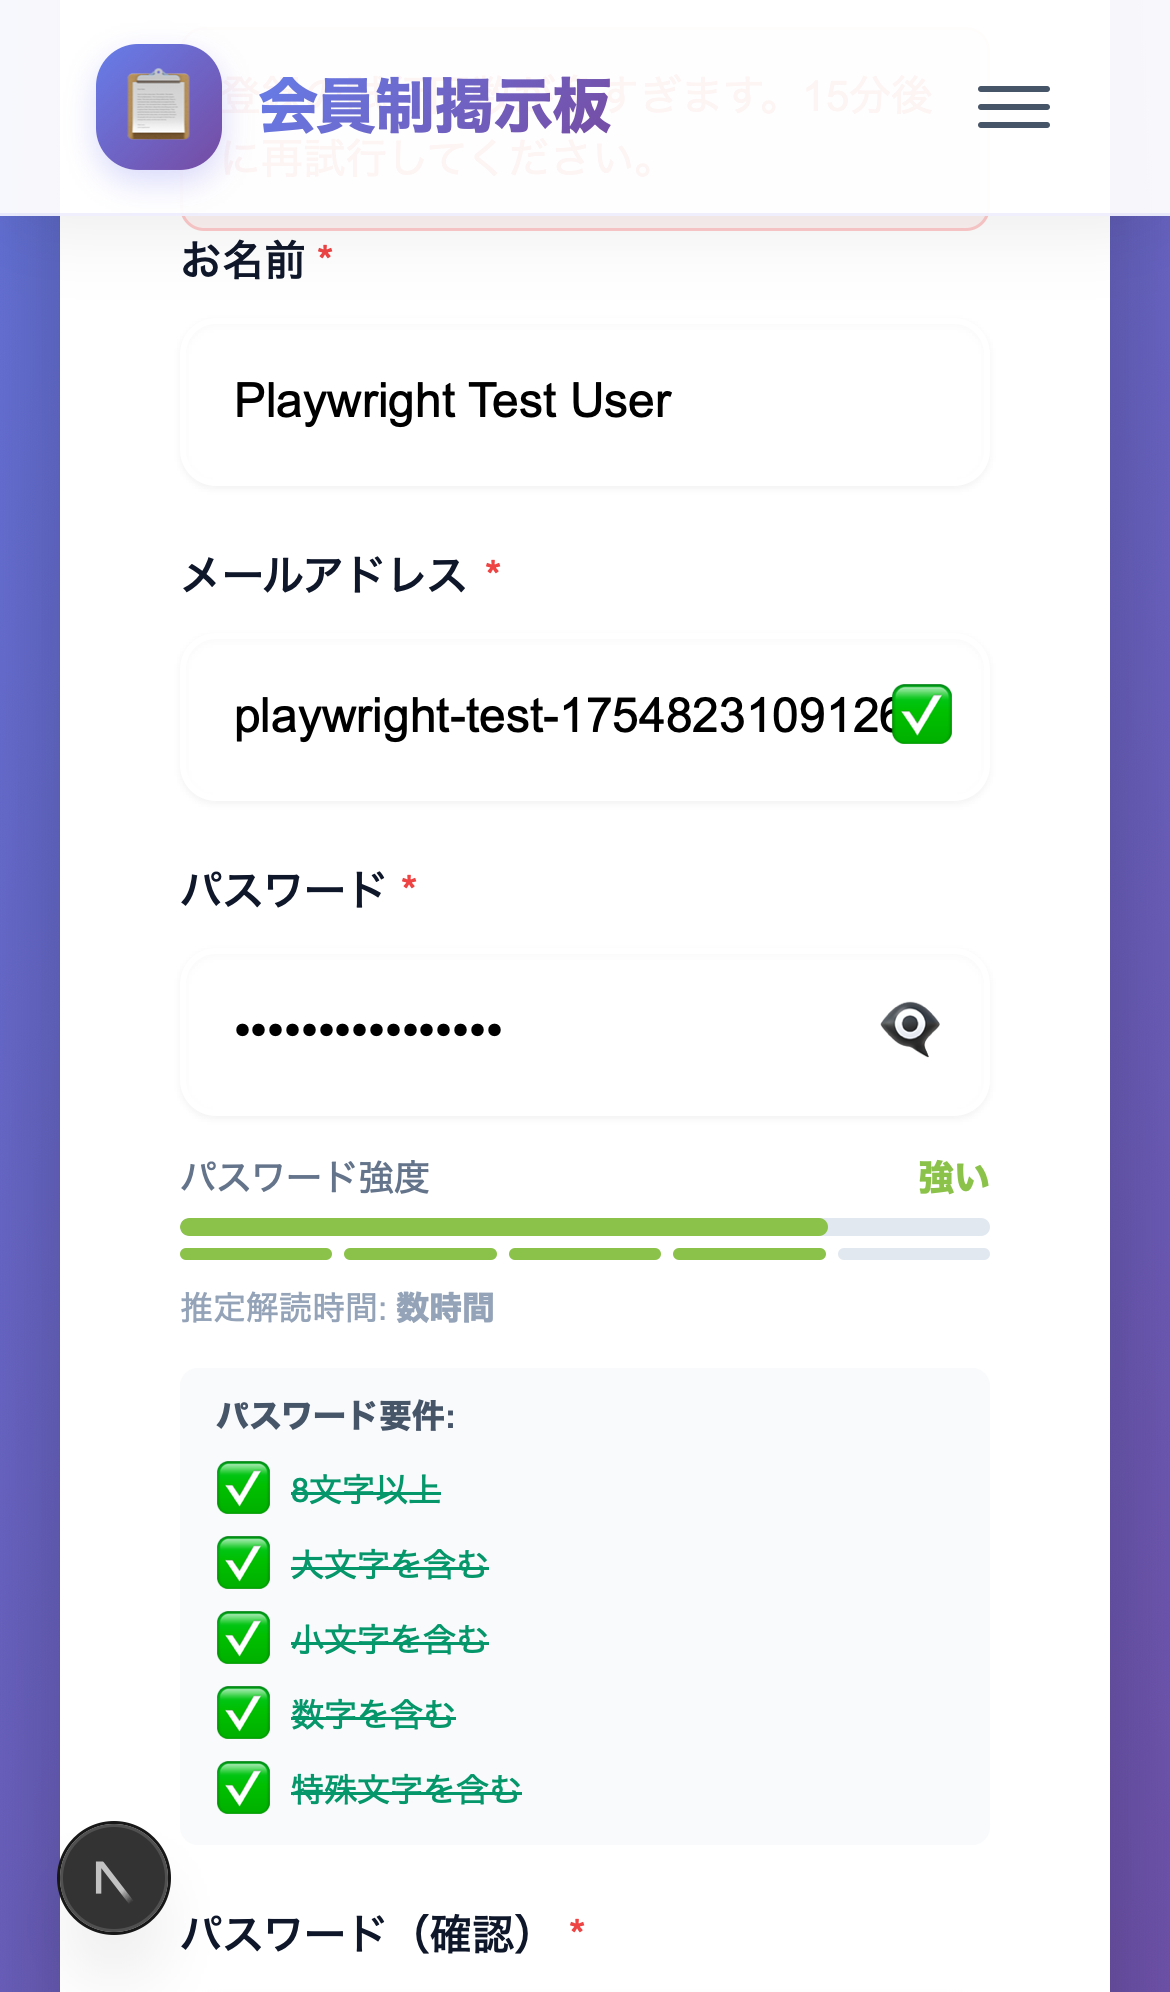 会員制掲示板
すぎます。15分後
に再試行してください。
お名前 *
Playwright Test User
メールアドレス *
playwright-test-1754823109126
パスワード *
••••••••••••••••
パスワード強度 強い
推定解読時間: 数時間
パスワード要件:
8文字以上
大文字を含む
小文字を含む
数字を含む
特殊文字を含む
パスワード（確認） *